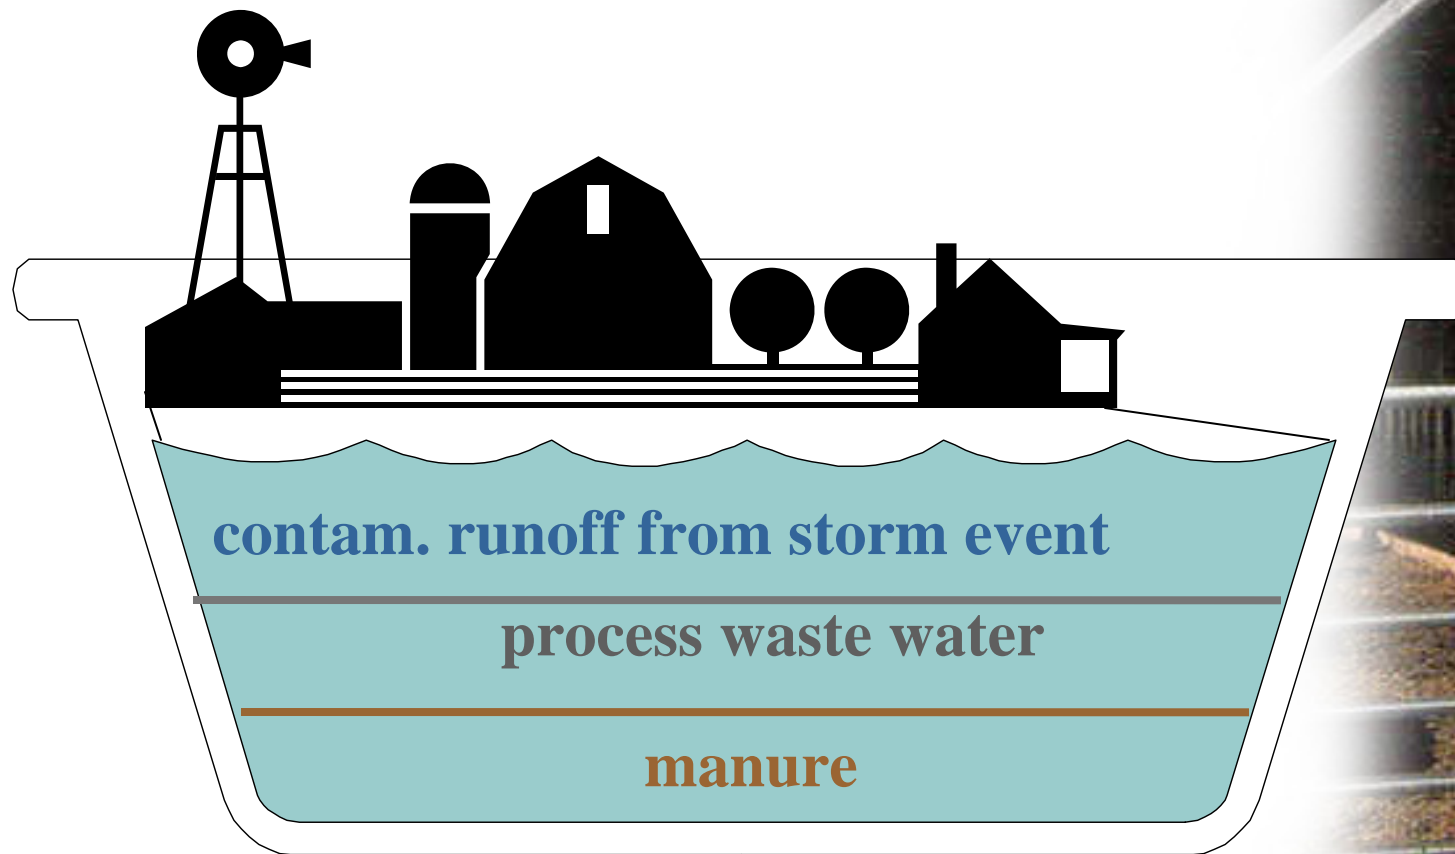 contam. runoff from storm event
process waste water
manure